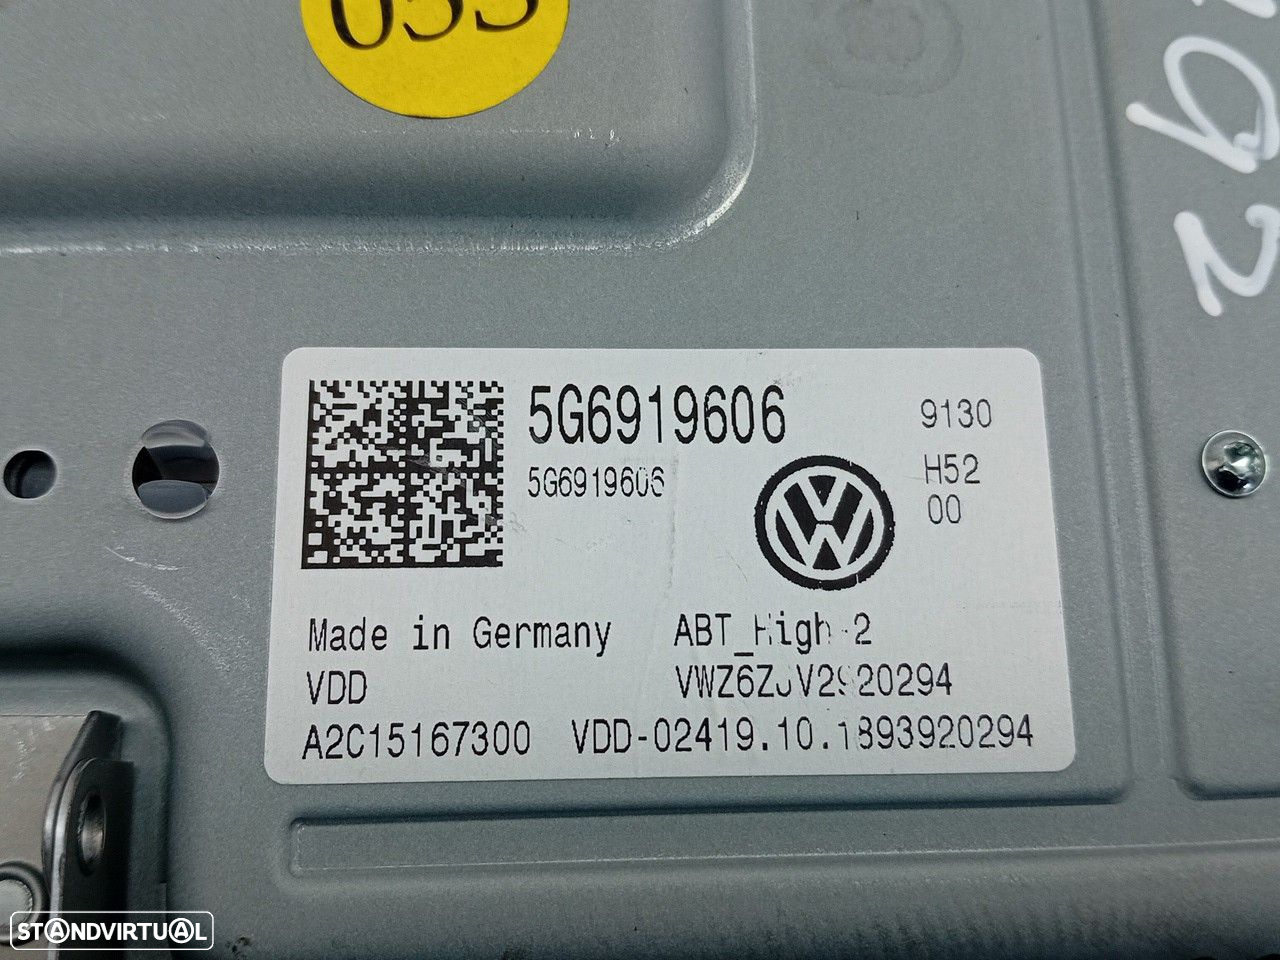 5G6919606
9130
5G6919606
H52
00
Made in Germany
ABT_High-2
VDD
A2C15167300
VDD-02419.10.1893920294
STANDVIRTUAL